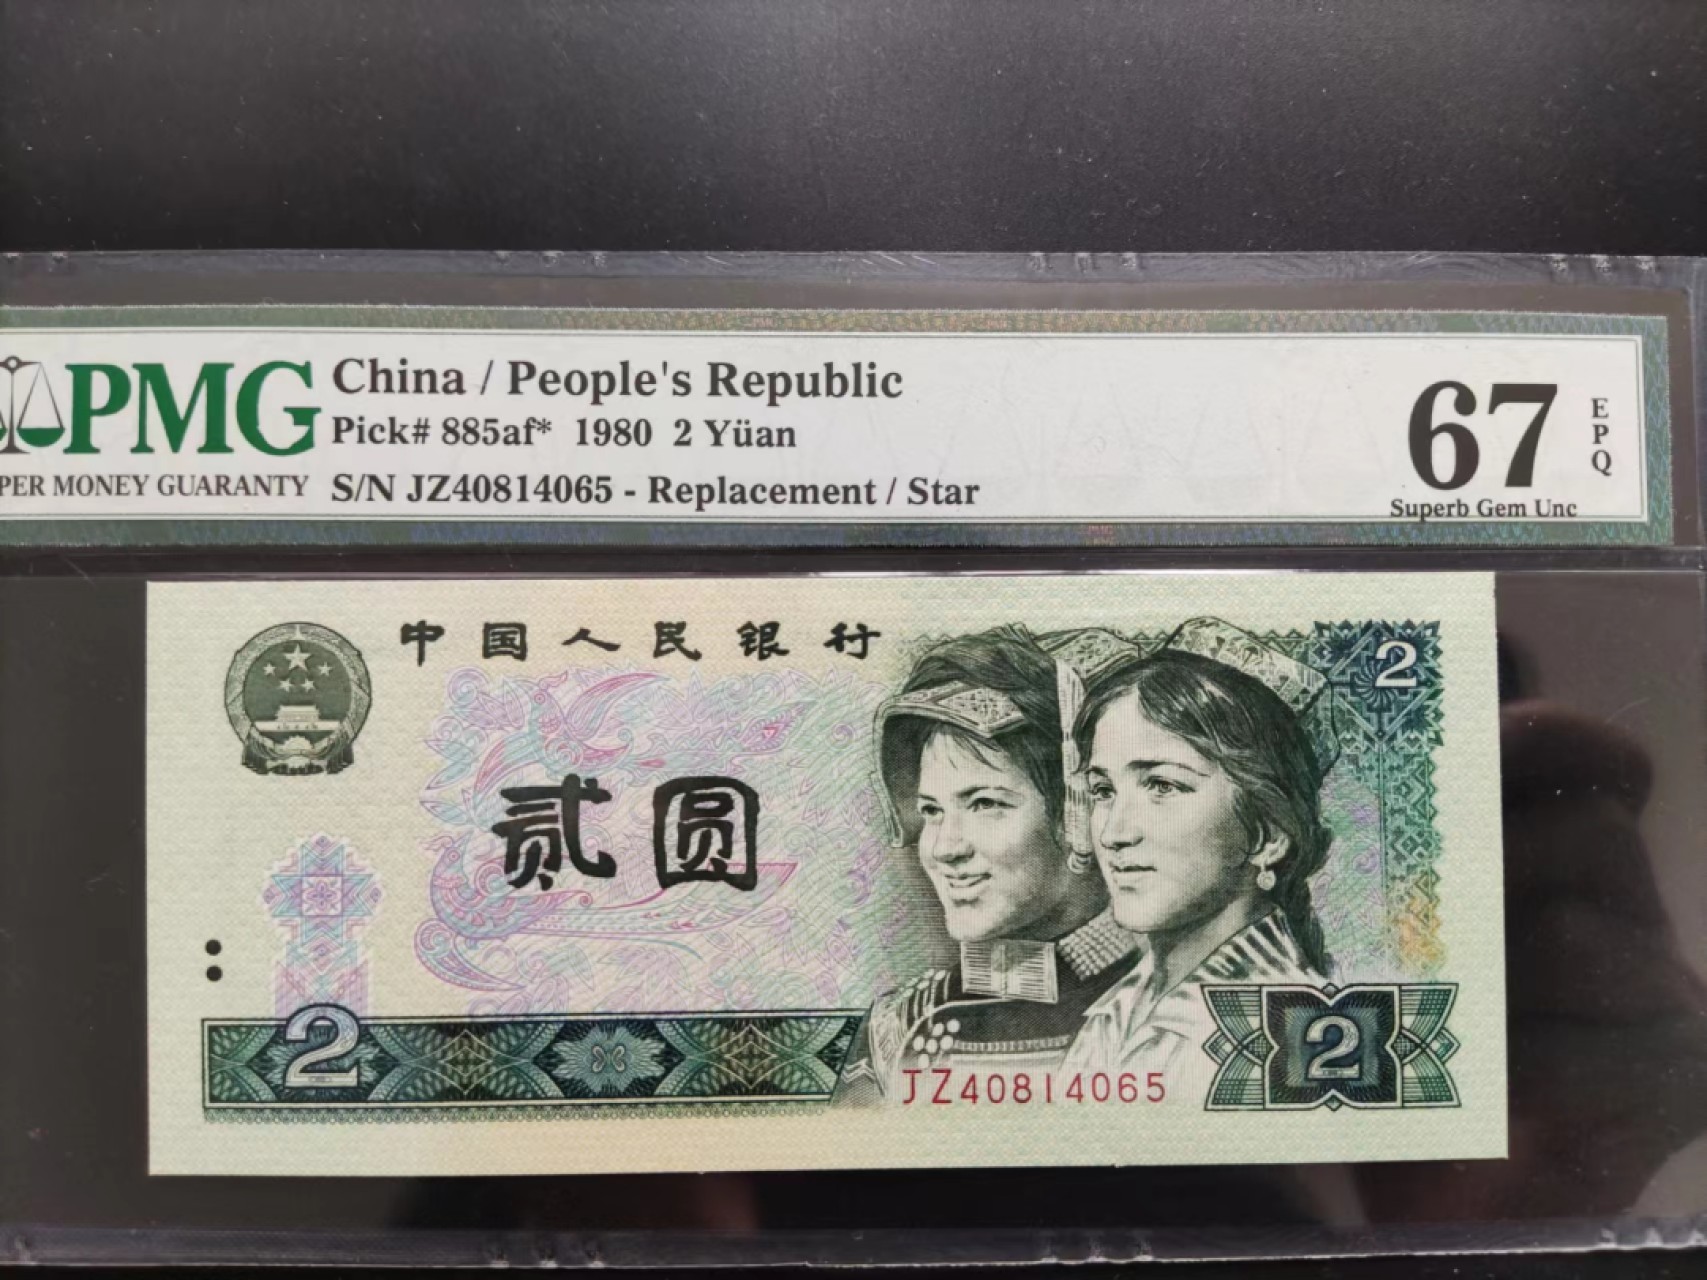 PMG
PER MONEY GUARANTY
China / People's Republic
Pick# 885af* 1980 2 Yüan
S/N JZ40814065 - Replacement / Star
67
EPQ
Superb Gem Unc
中国人民银行
2
贰圆
2
2
JZ40814065